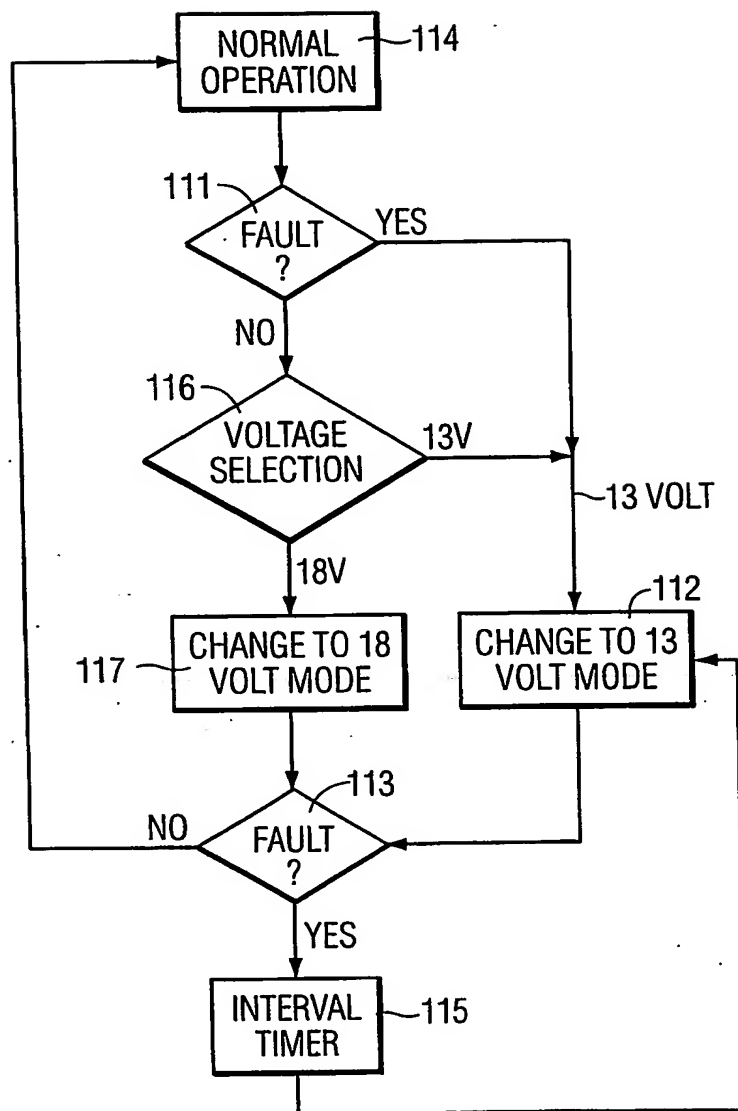 NORMAL
OPERATION
114
111
FAULT
?
YES
NO
116
VOLTAGE
SELECTION
13V
13 VOLT
18V
112
117
CHANGE TO 18
VOLT MODE
CHANGE TO 13
VOLT MODE
113
NO
FAULT
?
YES
INTERVAL
TIMER
115